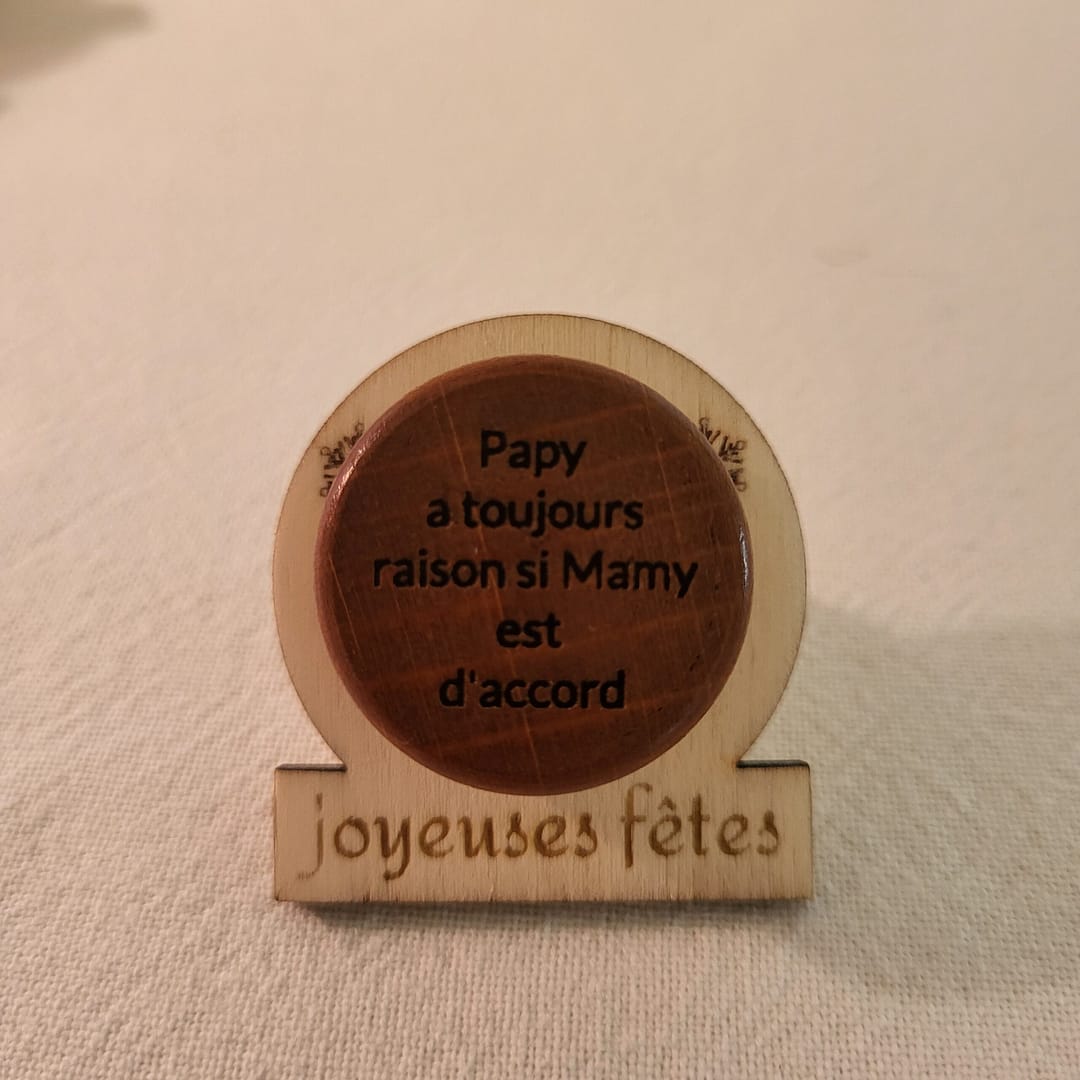 Papy
a toujours
raison si Mamy
est
d'accord
joyeuses fêtes